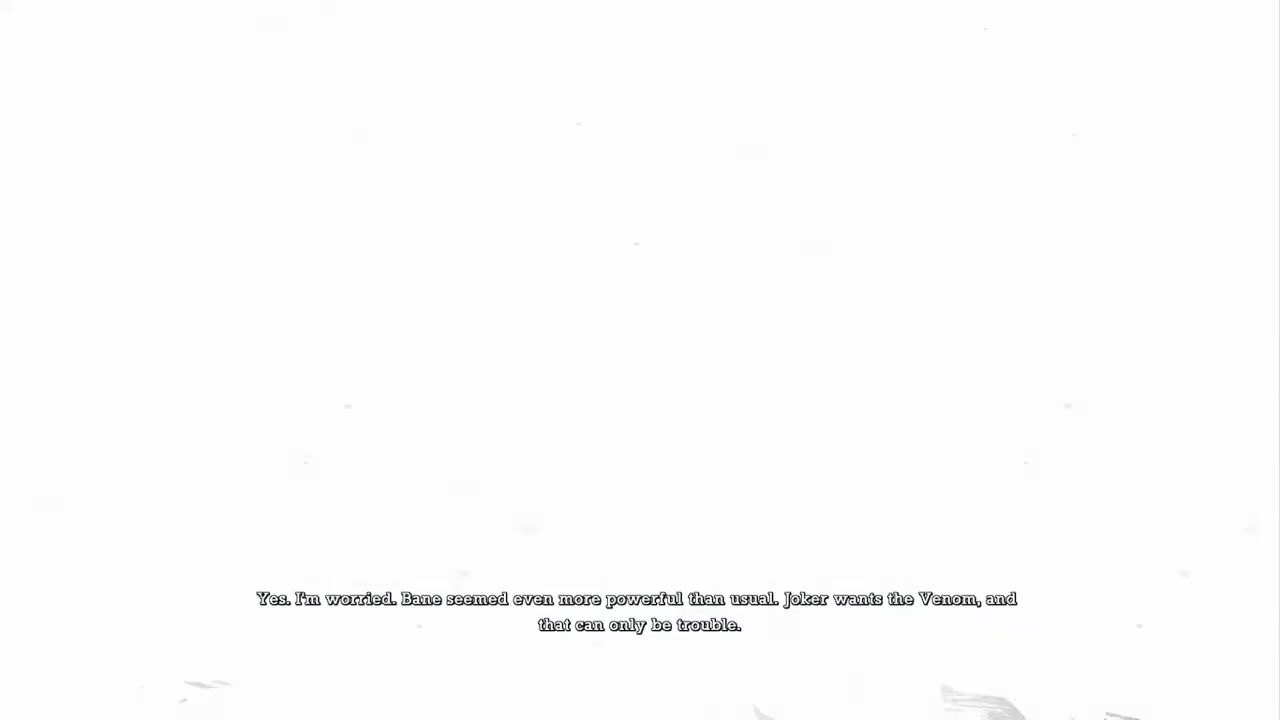 Yes. I'm worried. Bane seemed even more powerful than usual. Joker wants the Venom, and
that can only be trouble.